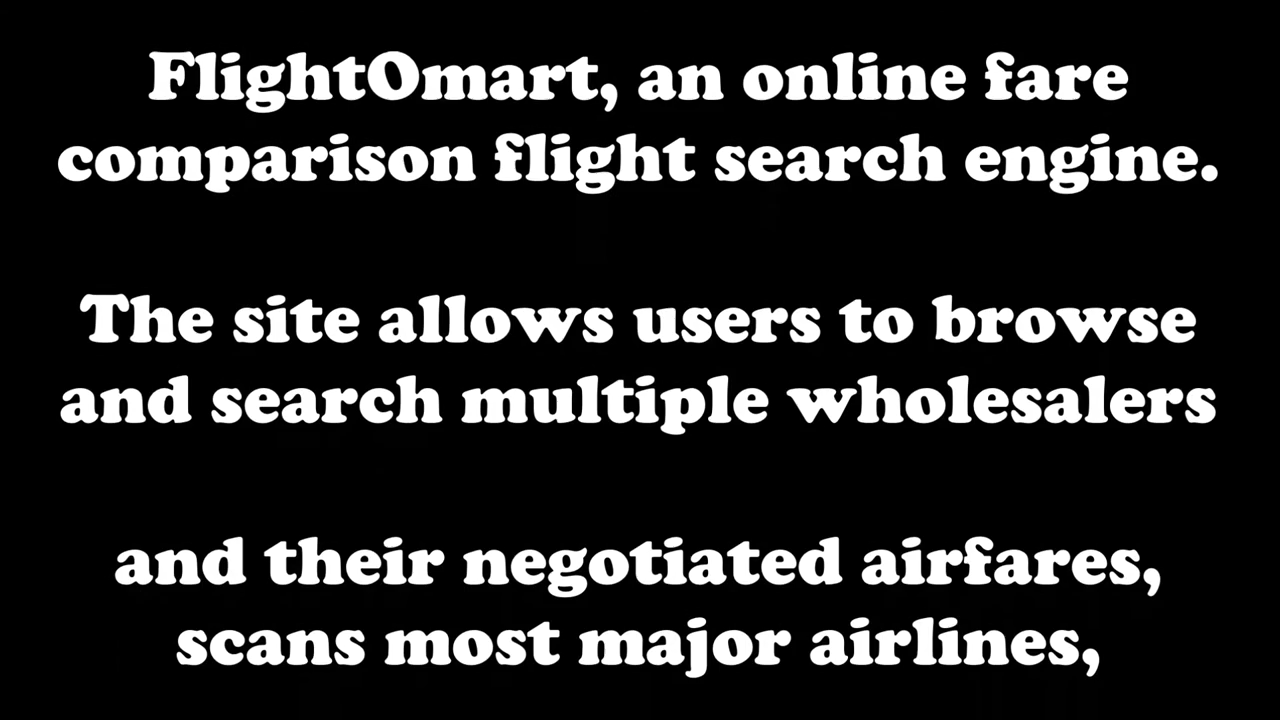 FlightOmart, an online fare
comparison flight search engine.
The site allows users to browse
and search multiple wholesalers
and their negotiated airfares,
scans most major airlines,